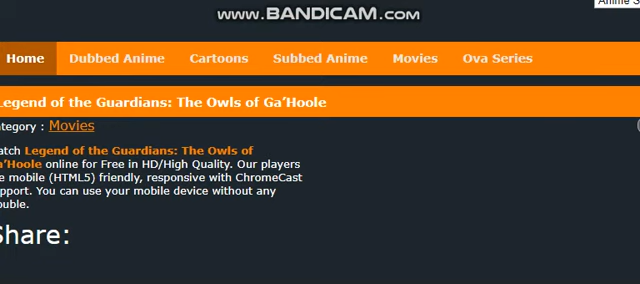 Anime S
www.BANDICAM.com
Home Dubbed Anime Cartoons Subbed Anime Movies Ova Series
Legend of the Guardians: The Owls of Ga'Hoole
ategory : Movies
atch Legend of the Guardians: The Owls of
a'Hoole online for Free in HD/High Quality. Our players
e mobile (HTML5) friendly, responsive with ChromeCast
pport. You can use your mobile device without any
ouble.
Share: